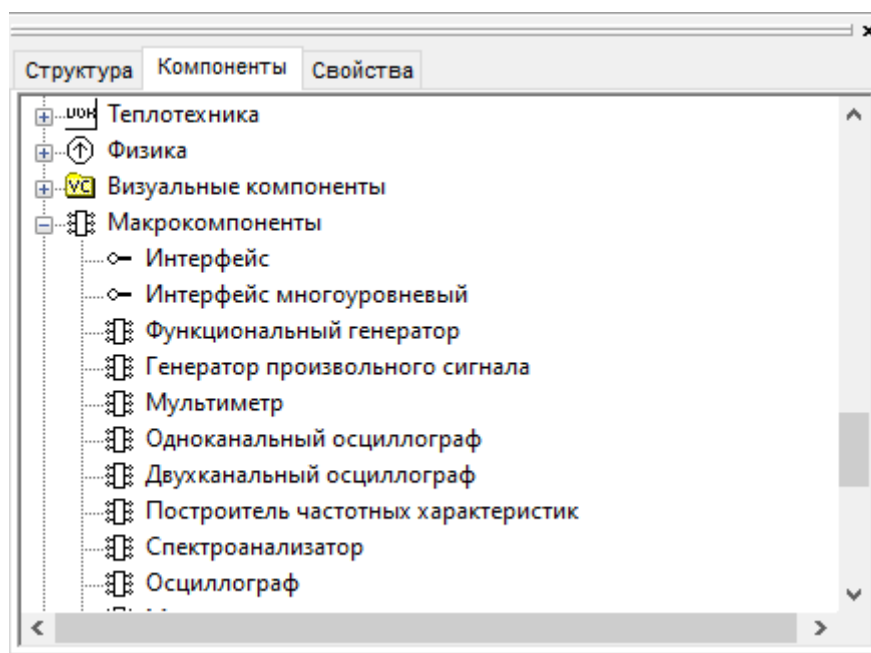 Структура Компоненты Свойства
Теплотехника
Физика
VC Визуальные компоненты
Макрокомпоненты
Интерфейс
Интерфейс многоуровневый
Функциональный генератор
Генератор произвольного сигнала
Мультиметр
Одноканальный осциллограф
Двухканальный осциллограф
Построитель частотных характеристик
Спектроанализатор
Осциллограф